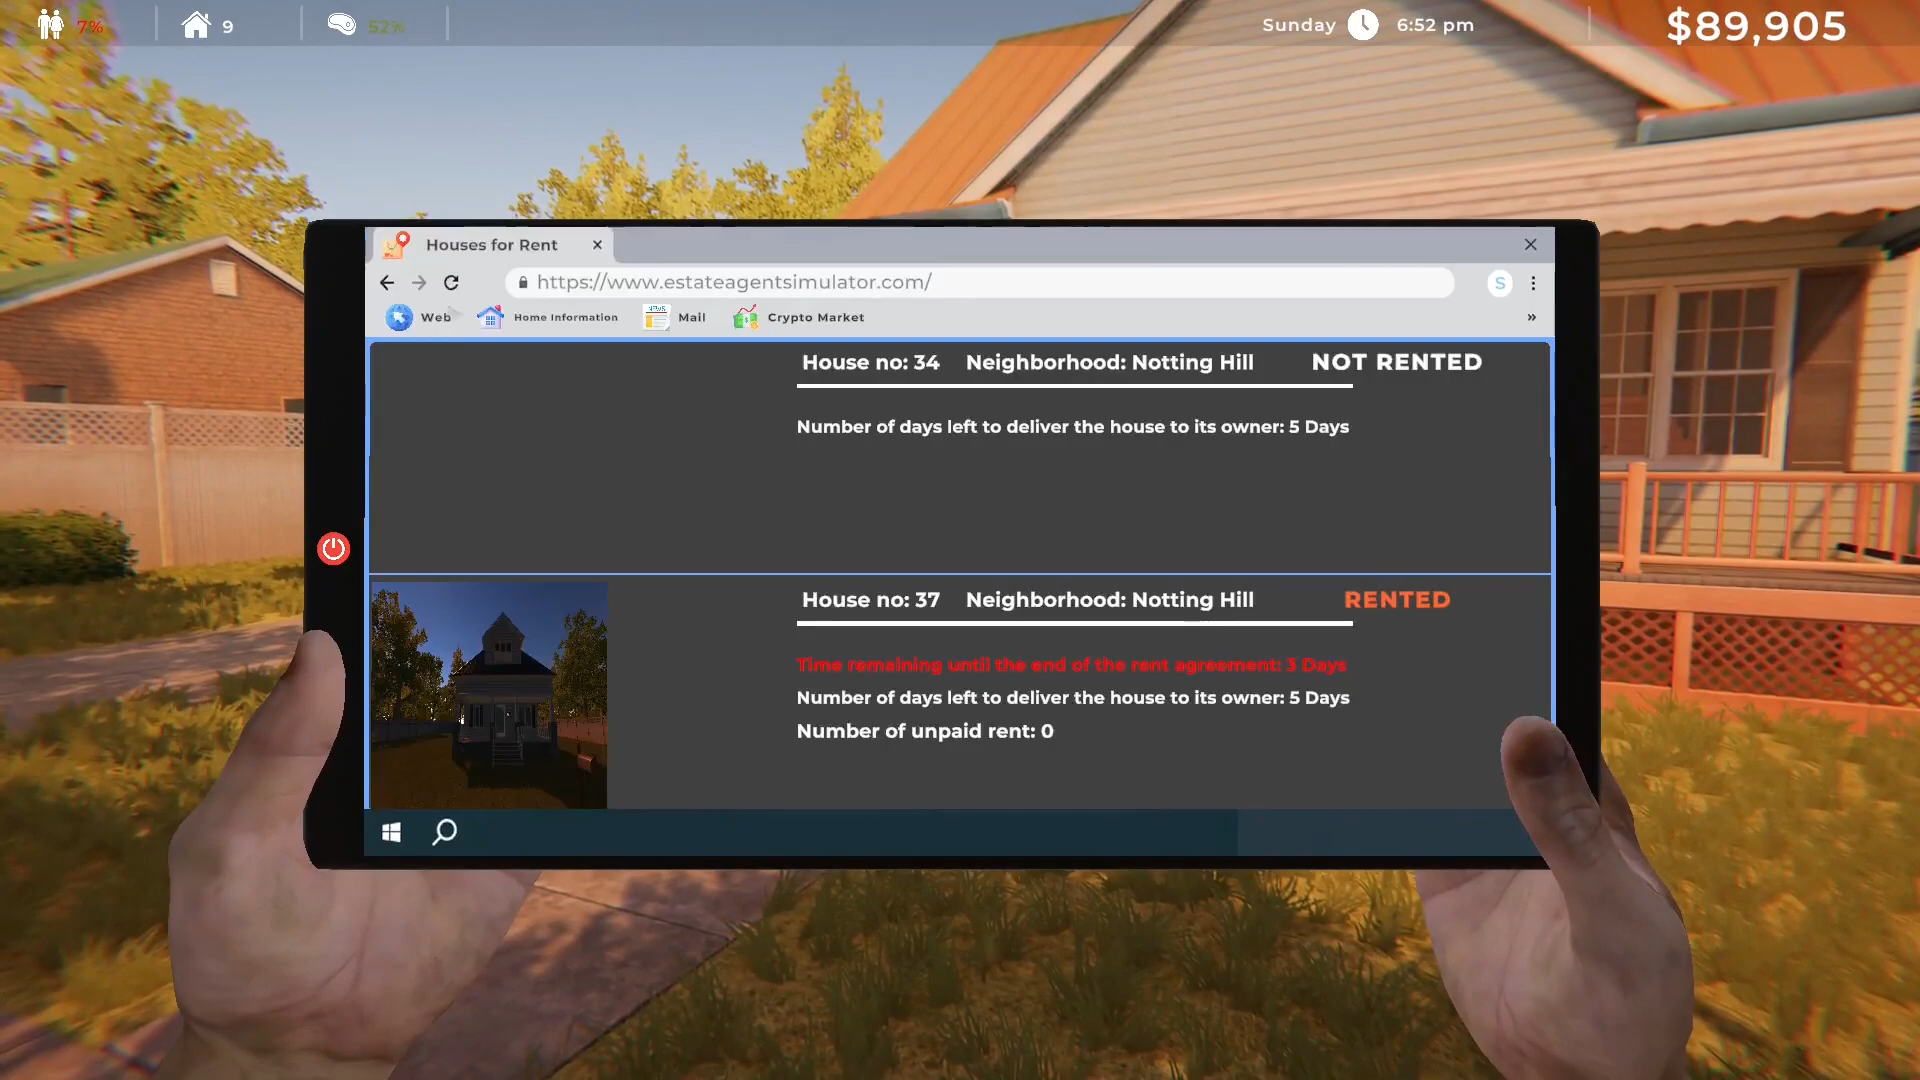 7% 9 52% Sunday 6:52 pm $89,905
Houses for Rent
https://www.estateagentsimulator.com/ S
Web Home Information NEWS Mail Crypto Market »
House no: 34 Neighborhood: Notting Hill NOT RENTED
Number of days left to deliver the house to its owner: 5 Days
House no: 37 Neighborhood: Notting Hill RENTED
Time remaining until the end of the rent agreement: 3 Days
Number of days left to deliver the house to its owner: 5 Days
Number of unpaid rent: 0